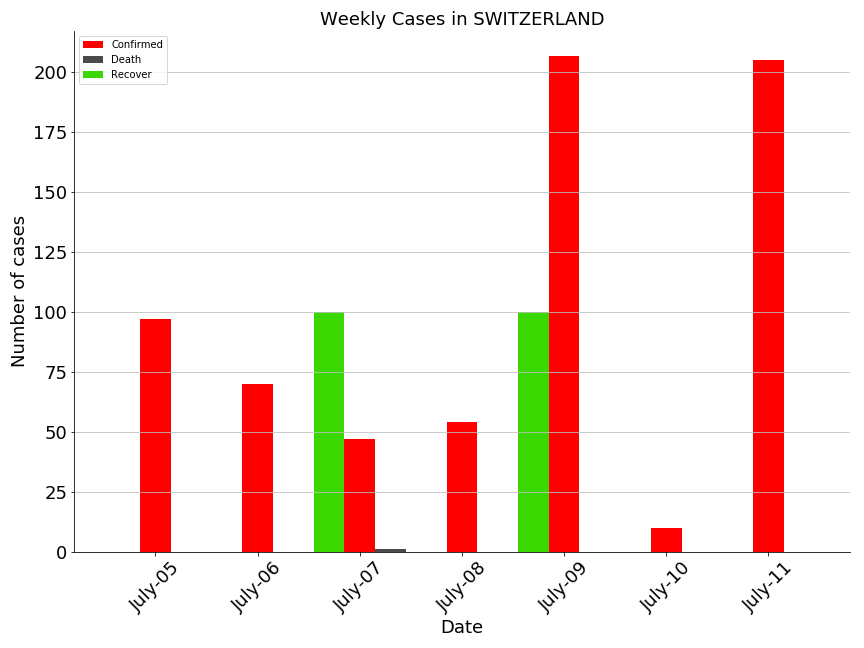 Weekly Cases in SWITZERLAND
Confirmed
Death
Recover
Number of cases
200
175
150
125
100
75
50
25
0
July-05
July-06
July-07
July-08
July-09
July-10
July-11
Date